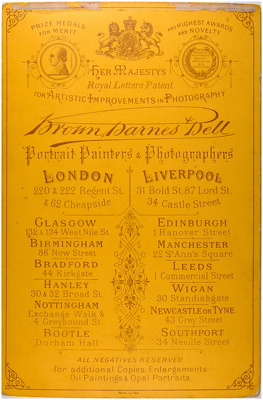 PRIZE MEDALS
FOR MERIT
AND HIGHEST AWARDS
AND NOVELTY
HER MAJESTYS
Royal Letters Patent
FOR ARTISTIC IMPROVEMENTS IN PHOTOGRAPHY
Brown, Barnes & Bell
Portrait Painters & Photographers
LONDON
220 & 222 Regent St.
& 62 Cheapside
LIVERPOOL
31 Bold St, 87 Lord St.
34 Castle Street
GLASGOW
132 & 134 West Nile St.
BIRMINGHAM
86 New Street
BRADFORD
44 Kirkgate
HANLEY
30 & 32 Broad St.
NOTTINGHAM
Exchange Walk &
4 Greyhound St
BOOTLE
Durham Hall
EDINBURGH
1 Hanover Street
MANCHESTER
22 St Ann's Square
LEEDS
1 Commercial Street
WIGAN
30 Standishgate
NEWCASTLE ON TYNE
43 Grey Street
SOUTHPORT
34 Neville Street
ALL NEGATIVES RESERVED
for additional Copies, Enlargements
Oil Paintings & Opal Portraits